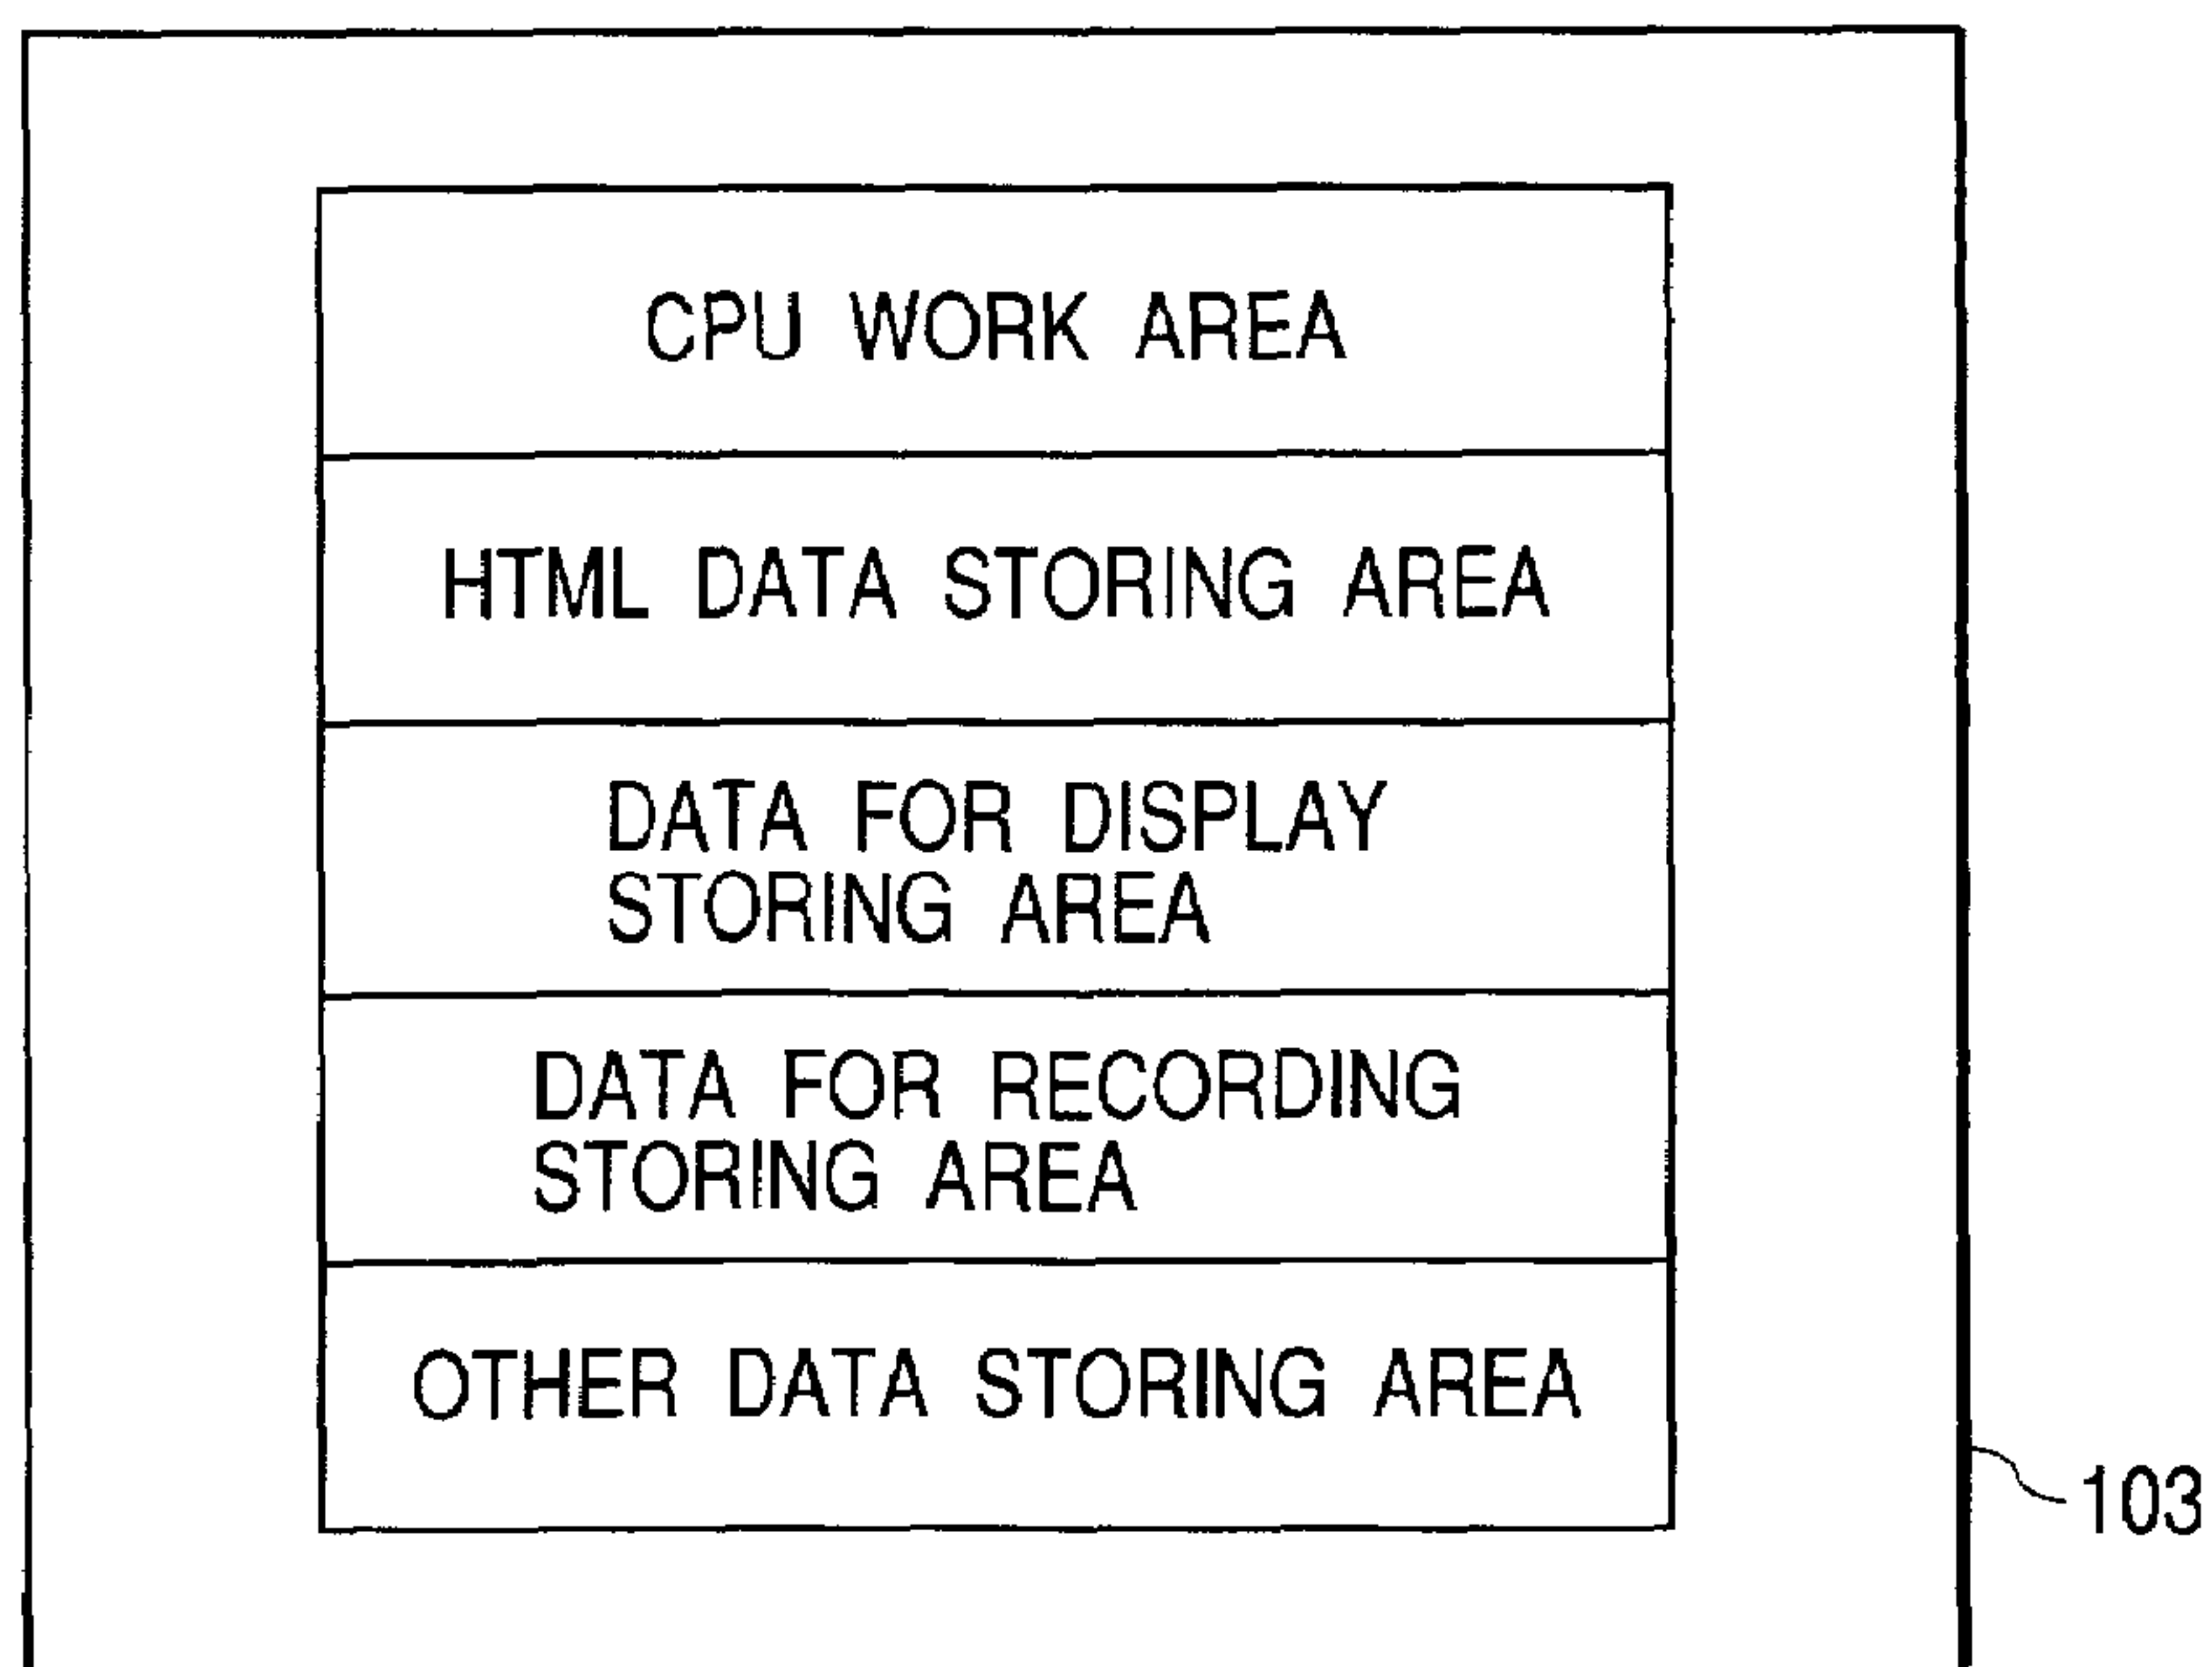 CPU WORK AREA
HTML DATA STORING AREA
DATA FOR DISPLAY
STORING AREA
DATA FOR RECORDING
STORING AREA
OTHER DATA STORING AREA
103